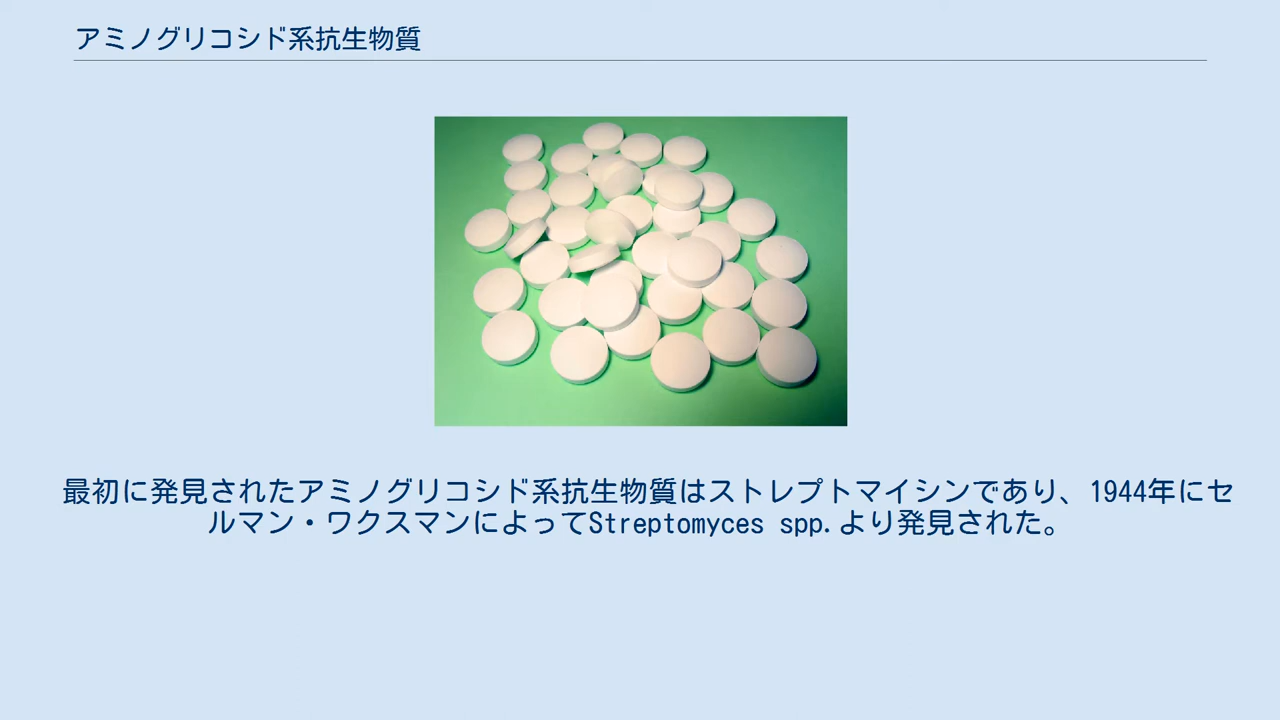 アミノグリコシド系抗生物質
最初に発見されたアミノグリコシド系抗生物質はストレプトマイシンであり、1944年にセ
ルマン・ワクスマンによってStreptomyces spp.より発見された。